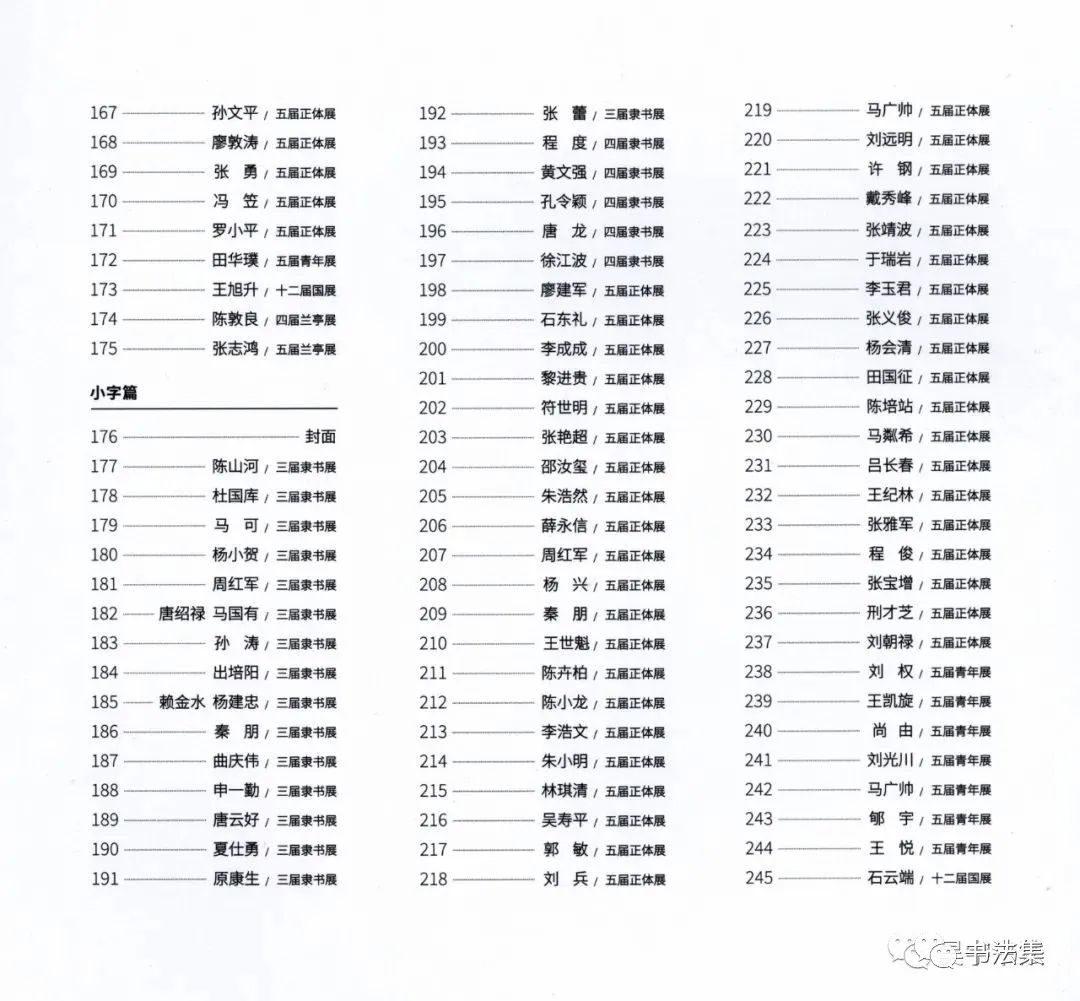 167 孙文平 / 五届正体展
168 廖敦涛 / 五届正体展
169 张 勇 / 五届正体展
170 冯 笠 / 五届正体展
171 罗小平 / 五届正体展
172 田华璞 / 五届青年展
173 王旭升 / 十二届国展
174 陈敦良 / 四届兰亭展
175 张志鸿 / 五届兰亭展
小字篇
176 封面
177 陈山河 / 三届隶书展
178 杜国库 / 三届隶书展
179 马 可 / 三届隶书展
180 杨小贺 / 三届隶书展
181 周红军 / 三届隶书展
182 唐绍禄 马国有 / 三届隶书展
183 孙 涛 / 三届隶书展
184 出培阳 / 三届隶书展
185 赖金水 杨建忠 / 三届隶书展
186 秦 朋 / 三届隶书展
187 曲庆伟 / 三届隶书展
188 申一勤 / 三届隶书展
189 唐云好 / 三届隶书展
190 夏仕勇 / 三届隶书展
191 原康生 / 三届隶书展
192 张 蕾 / 三届隶书展
193 程 度 / 四届隶书展
194 黄文强 / 四届隶书展
195 孔令颖 / 四届隶书展
196 唐 龙 / 四届隶书展
197 徐江波 / 四届隶书展
198 廖建军 / 五届正体展
199 石东礼 / 五届正体展
200 李成成 / 五届正体展
201 黎进贵 / 五届正体展
202 符世明 / 五届正体展
203 张艳超 / 五届正体展
204 邵汝玺 / 五届正体展
205 朱浩然 / 五届正体展
206 薛永信 / 五届正体展
207 周红军 / 五届正体展
208 杨 兴 / 五届正体展
209 秦 朋 / 五届正体展
210 王世魁 / 五届正体展
211 陈卉柏 / 五届正体展
212 陈小龙 / 五届正体展
213 李浩文 / 五届正体展
214 朱小明 / 五届正体展
215 林琪清 / 五届正体展
216 吴寿平 / 五届正体展
217 郭 敏 / 五届正体展
218 刘 兵 / 五届正体展
219 马广帅 / 五届正体展
220 刘远明 / 五届正体展
221 许 钢 / 五届正体展
222 戴秀峰 / 五届正体展
223 张靖波 / 五届正体展
224 于瑞岩 / 五届正体展
225 李玉君 / 五届正体展
226 张义俊 / 五届正体展
227 杨会清 / 五届正体展
228 田国征 / 五届正体展
229 陈培站 / 五届正体展
230 马粼希 / 五届正体展
231 吕长春 / 五届正体展
232 王纪林 / 五届正体展
233 张雅军 / 五届正体展
234 程 俊 / 五届正体展
235 张宝增 / 五届正体展
236 刑才芝 / 五届正体展
237 刘朝禄 / 五届正体展
238 刘 权 / 五届青年展
239 王凯旋 / 五届青年展
240 尚 由 / 五届青年展
241 刘光川 / 五届青年展
242 马广帅 / 五届青年展
243 郇 宇 / 五届青年展
244 王 悦 / 五届青年展
245 石云端 / 十二届国展
书法集